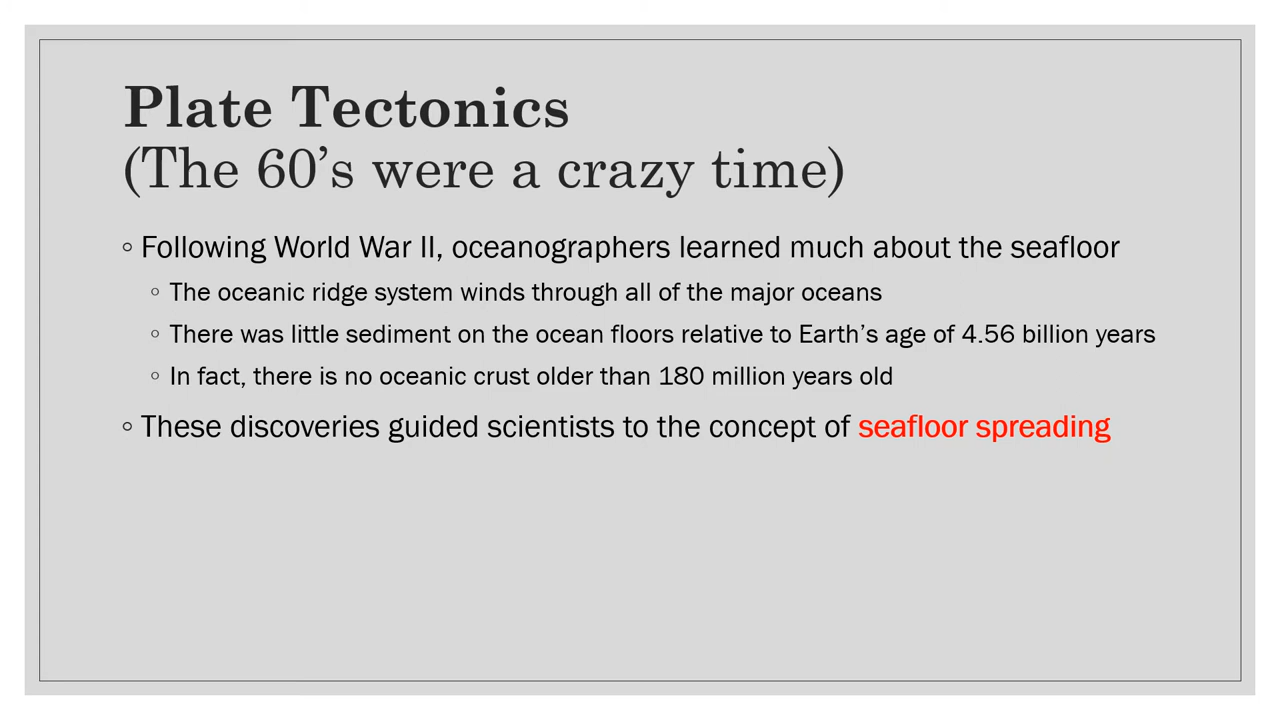 Plate Tectonics
(The 60’s were a crazy time)
◦ Following World War II, oceanographers learned much about the seafloor
◦ The oceanic ridge system winds through all of the major oceans
◦ There was little sediment on the ocean floors relative to Earth’s age of 4.56 billion years
◦ In fact, there is no oceanic crust older than 180 million years old
◦ These discoveries guided scientists to the concept of seafloor spreading